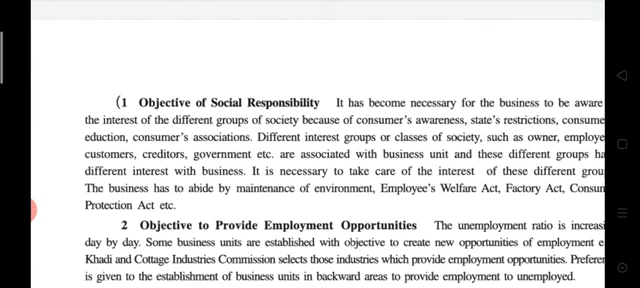 (1 Objective of Social Responsibility It has become necessary for the business to be aware
the interest of the different groups of society because of consumer's awareness, state's restrictions, consume
eduction, consumer's associations. Different interest groups or classes of society, such as owner, employe
customers, creditors, government etc. are associated with business unit and these different groups ha
different interest with business. It is necessary to take care of the interest of these different grou
The business has to abide by maintenance of environment, Employee's Welfare Act, Factory Act, Consun
Protection Act etc.
2 Objective to Provide Employment Opportunities The unemployment ratio is increasi
day by day. Some business units are established with objective to create new opportunities of employment e
Khadi and Cottage Industries Commission selects those industries which provide employment opportunities. Preferer
is given to the establishment of business units in backward areas to provide employment to unemployed.